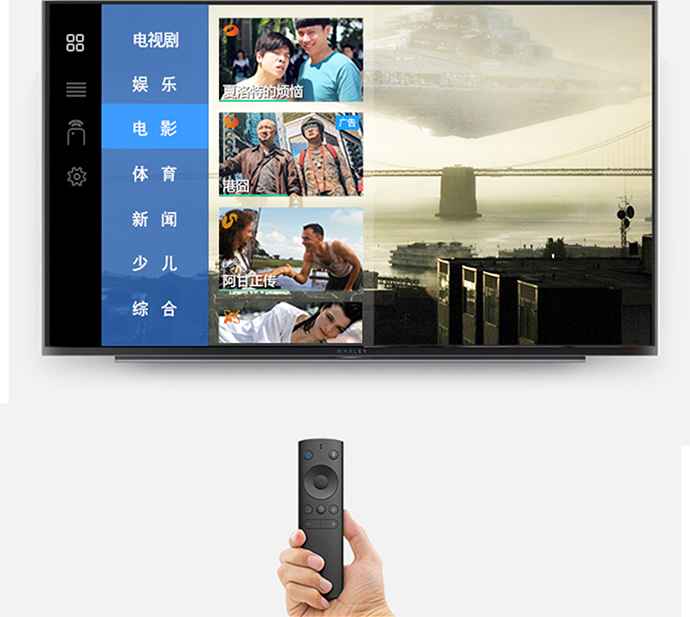 电视剧
娱 乐
电 影
体 育
新 闻
少 儿
综 合
夏洛特的烦恼
广告
港囧
阿甘正传
WHALEY